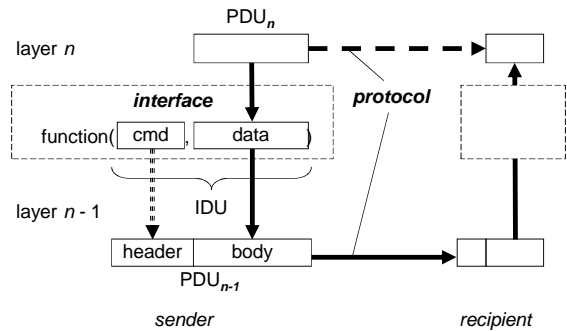 PDUn
layer n
interface
protocol
function( cmd , data )
IDU
layer n - 1
header body
PDUn-1
sender recipient